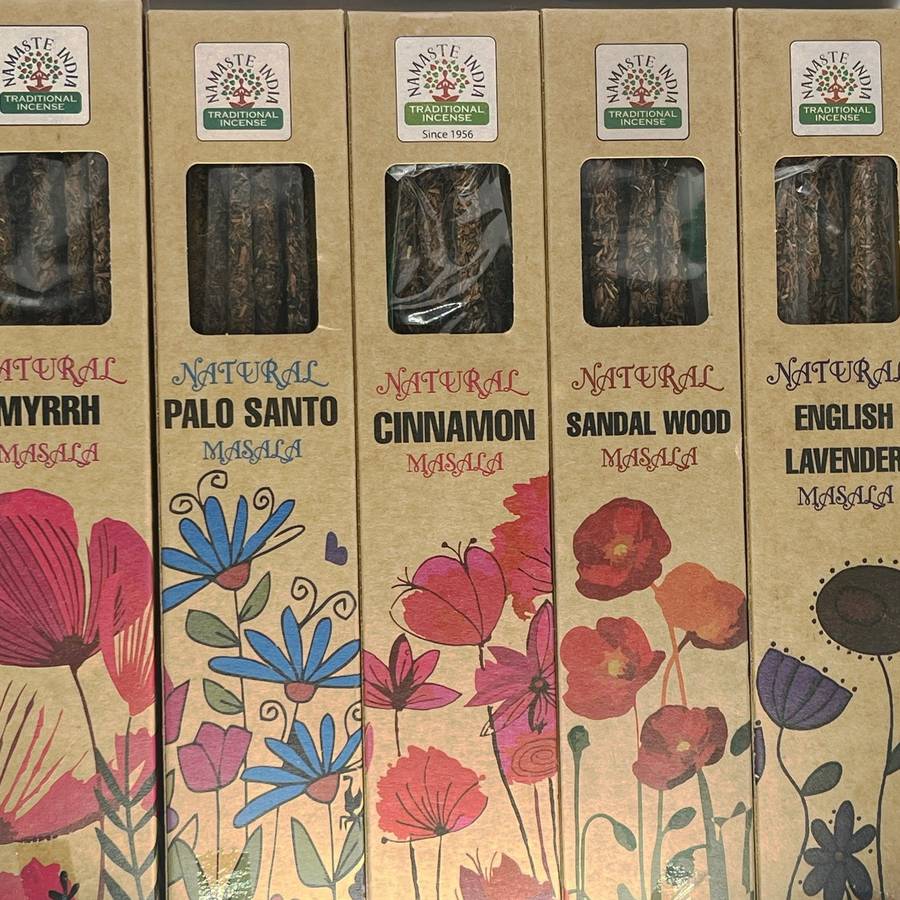 NAMASTE INDIA
TRADITIONAL
INCENSE
NATURAL
MYRRH
MASALA
NAMASTE INDIA
TRADITIONAL
INCENSE
NATURAL
PALO SANTO
MASALA
NAMASTE INDIA
TRADITIONAL
INCENSE
Since 1956
NATURAL
CINNAMON
MASALA
NAMASTE INDIA
TRADITIONAL
INCENSE
NATURAL
SANDAL WOOD
MASALA
NAMASTE INDIA
TRADITIONAL
INCENSE
NATURAL
ENGLISH
LAVENDER
MASALA